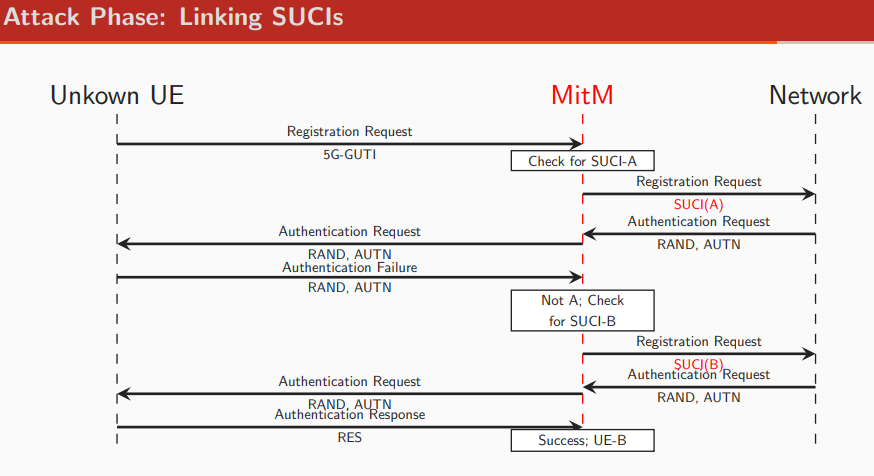 Attack Phase: Linking SUCIs
Unkown UE
MitM
Network
Registration Request
5G-GUTI
Check for SUCI-A
Registration Request
SUCI(A)
Authentication Request
RAND, AUTN
Authentication Request
RAND, AUTN
Authentication Failure
RAND, AUTN
Not A; Check
for SUCI-B
Registration Request
SUCI(B)
Authentication Request
RAND, AUTN
Authentication Request
RAND, AUTN
Authentication Response
RES
Success; UE-B